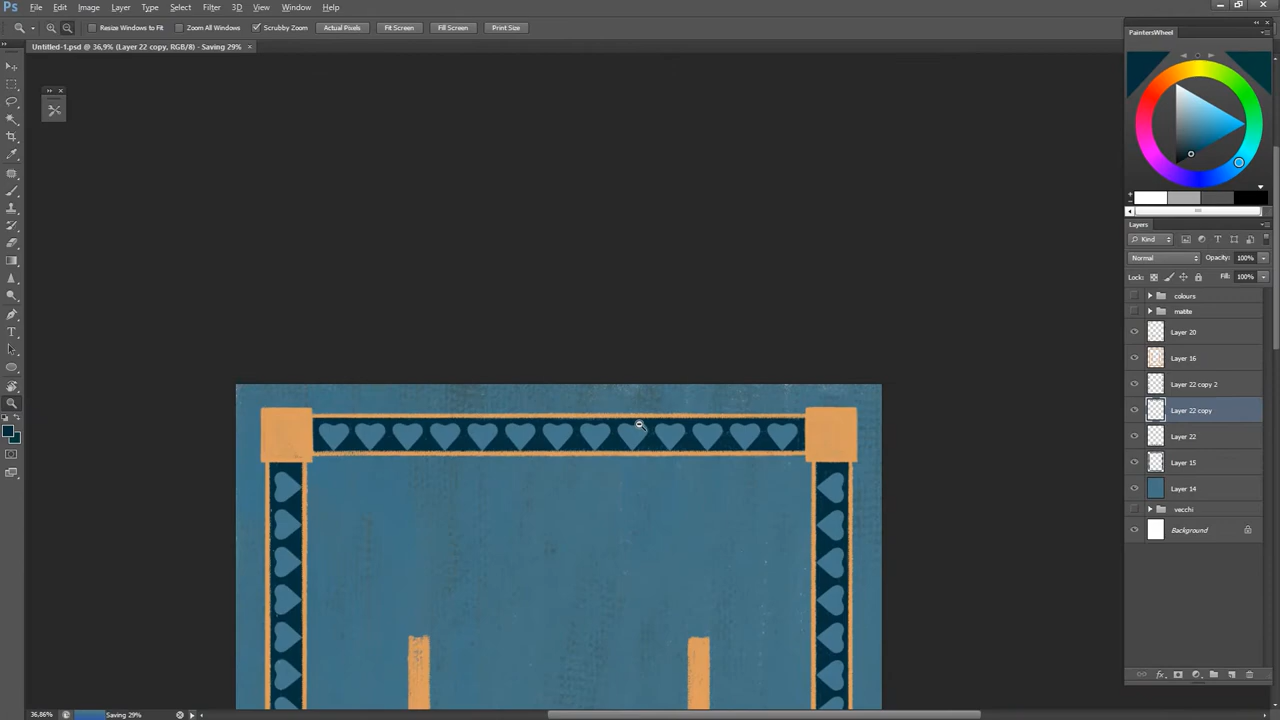 Ps File Edit Image Layer Type Select Filter 3D View Window Help
Resize Windows to Fit Zoom All Windows Scrubby Zoom Actual Pixels Fit Screen Fill Screen Print Size
Untitled-1.psd @ 36,9% (Layer 22 copy, RGB/8) - Saving 29% ×
PaintersWheel
Layers
Kind
Normal Opacity: 100%
Lock: Fill: 100%
colours
matite
Layer 20
Layer 16
Layer 22 copy 2
Layer 22 copy
Layer 22
Layer 15
Layer 14
vecchi
Background
36.86% Saving 29%